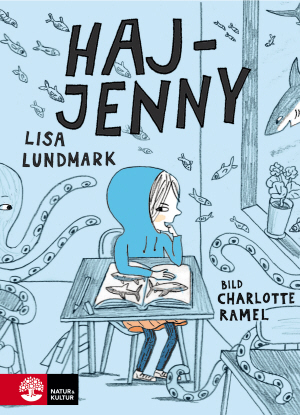 HAJ-
JENNY
LISA
LUNDMARK
BILD
CHARLOTTE
RAMEL
NATUR &
KULTUR